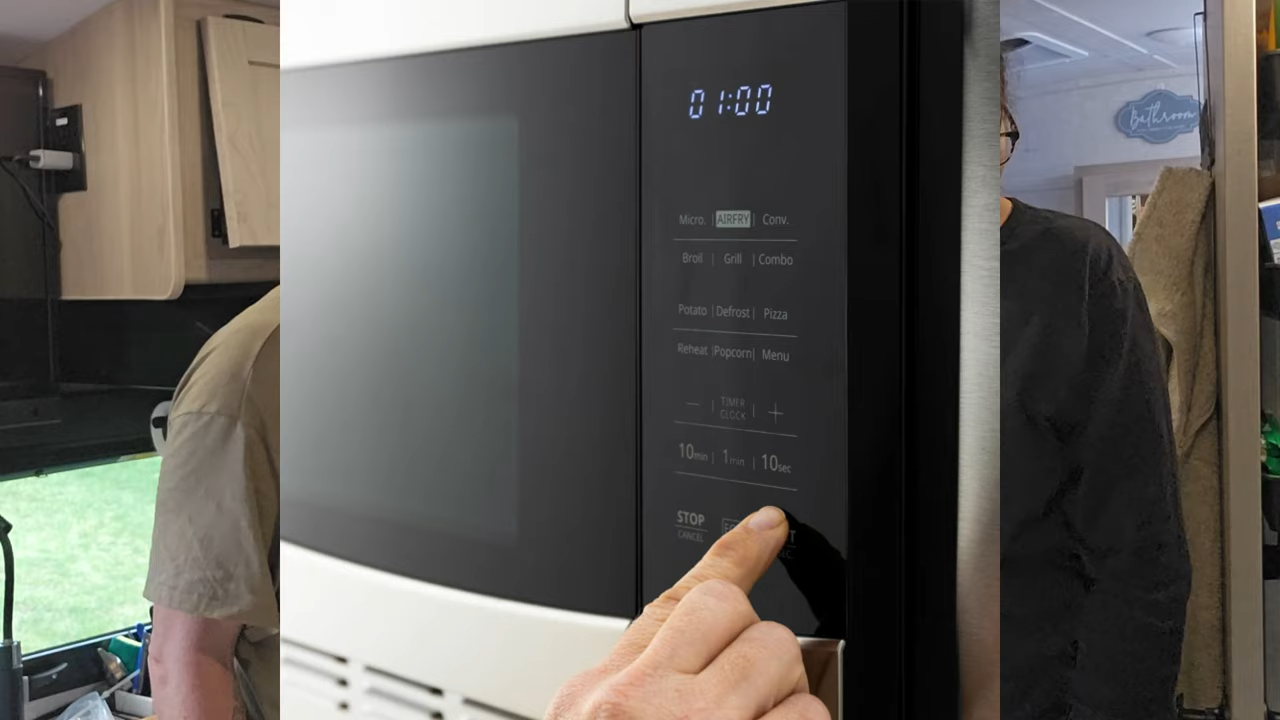 01:00
Micro. | AIRFRY | Conv.
Broil | Grill | Combo
Potato | Defrost | Pizza
Reheat | Popcorn | Menu
− | TIMER CLOCK | +
10min | 1min | 10sec
STOP
CANCEL
Bathroom